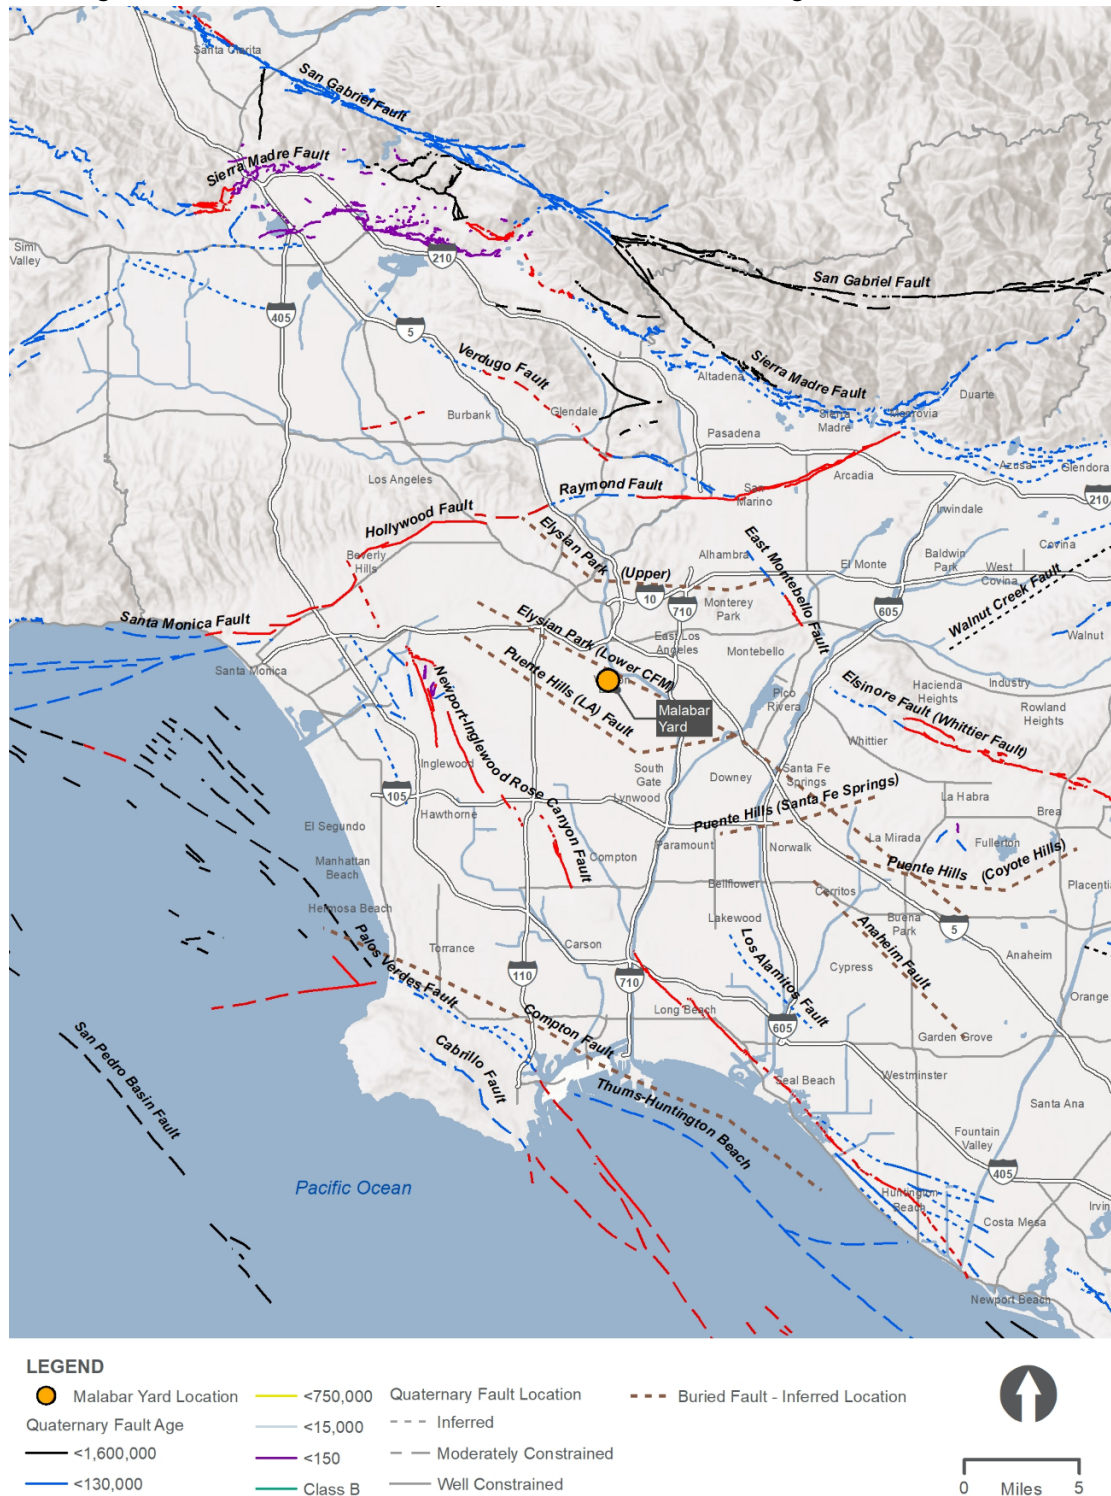 Santa Clarita
San Gabriel Fault
Sierra Madre Fault
Simi
Valley
210
San Gabriel Fault
405
5
Verdugo Fault
Sierra Madre Fault
Altadena
Duarte
Burbank
Glendale
Sierra
Madre
Monrovia
Pasadena
Los Angeles
Arcadia
Azusa
Glendora
Raymond Fault
San
Marino
210
Hollywood Fault
Irwindale
Elysian Park
(Upper)
East Montebello Fault
Covina
Beverly
Hills
Alhambra
El Monte
Baldwin
Park
West
Covina
Walnut Creek Fault
10
710
Monterey
Park
605
Santa Monica Fault
Elysian Park (Lower CFM)
East Los
Angeles
Montebello
Walnut
Santa Monica
Puente Hills (LA) Fault
Newport-Inglewood Rose Canyon Fault
Elsinore Fault (Whittier Fault)
Hacienda
Heights
Industry
Pico
Rivera
Rowland
Heights
Malabar
Yard
Whittier
Inglewood
South
Gate
Downey
Santa Fe
Springs
105
Lynwood
Puente Hills (Santa Fe Springs)
La Habra
Hawthorne
Brea
El Segundo
Paramount
Norwalk
La Mirada
Fullerton
Manhattan
Beach
Compton
Puente Hills
(Coyote Hills)
Bellflower
Cerritos
Placentia
Hermosa Beach
Lakewood
Buena
Park
5
Palos Verdes Fault
Torrance
Carson
Los Alamitos Fault
Anaheim Fault
Anaheim
110
710
Cypress
Orange
Long Beach
Compton Fault
605
Garden Grove
San Pedro Basin Fault
Cabrillo Fault
Thums-Huntington Beach
Seal Beach
Westminster
Santa Ana
Fountain
Valley
405
Pacific Ocean
Huntington
Beach
Irvin
Costa Mesa
Newport Beach
LEGEND
Malabar Yard Location
Quaternary Fault Age
<1,600,000
<130,000
<750,000
<15,000
<150
Class B
Quaternary Fault Location
Inferred
Moderately Constrained
Well Constrained
Buried Fault - Inferred Location
0 Miles 5